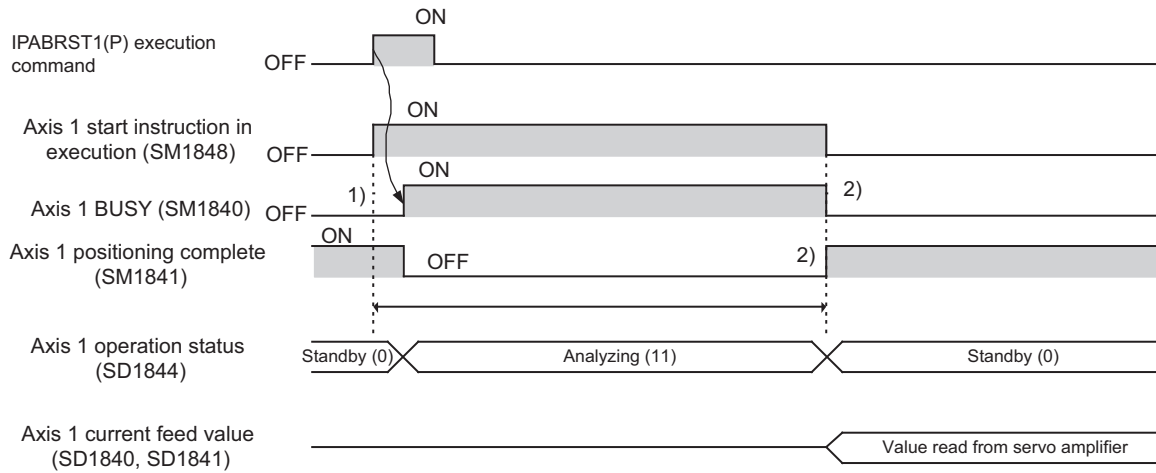 ON
IPABRST1(P) execution
command
OFF
Axis 1 start instruction in
execution (SM1848)
ON
OFF
Axis 1 BUSY (SM1840)
1)
ON
2)
OFF
Axis 1 positioning complete
(SM1841)
ON
OFF
2)
Axis 1 operation status
(SD1844)
Standby (0)
Analyzing (11)
Standby (0)
Axis 1 current feed value
(SD1840, SD1841)
Value read from servo amplifier